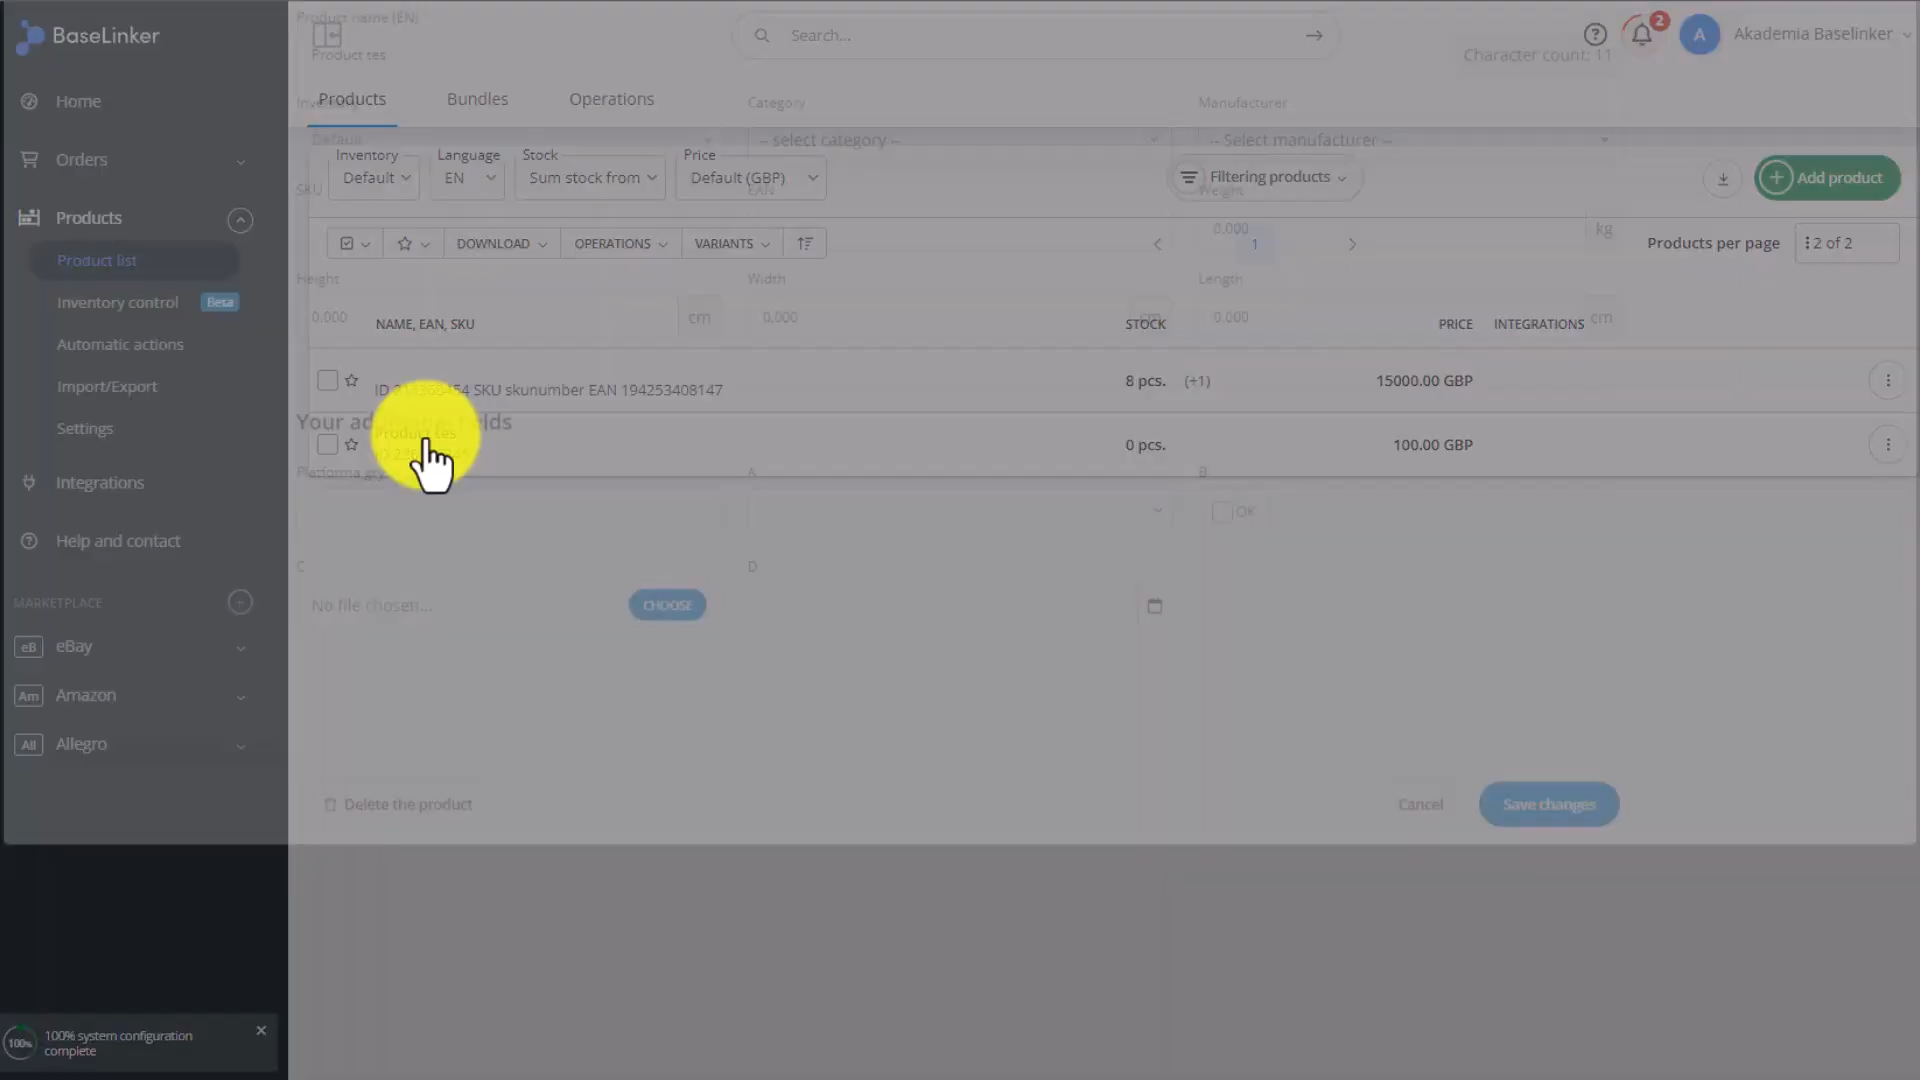 Product name (EN)
BaseLinker
Search...
2
A
Akademia Baselinker
Product tes
Character count: 11
Home
Products
Bundles
Operations
Category
Manufacturer
Default
-- select category --
-- Select manufacturer --
Orders
Inventory
Language
Stock
Price
Default
EN
Sum stock from
Default (GBP)
Filtering products
Add product
SKU
EAN
Weight
Products
0.000
kg
DOWNLOAD
OPERATIONS
VARIANTS
1
Products per page
2 of 2
Product list
Height
Width
Length
Inventory control
Beta
0.000
cm
0.000
cm
0.000
cm
NAME, EAN, SKU
STOCK
PRICE
INTEGRATIONS
Automatic actions
Import/Export
SKU skunumber EAN 194253408147
8 pcs.
(+1)
15000.00 GBP
Settings
Product tes
0 pcs.
100.00 GBP
A
B
Integrations
OK
Help and contact
C
D
MARKETPLACE
No file chosen...
CHOOSE
eB
eBay
Am
Amazon
All
Allegro
Delete the product
Cancel
Save changes
100%
100% system configuration
complete